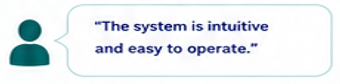 “The system is intuitive
and easy to operate.”